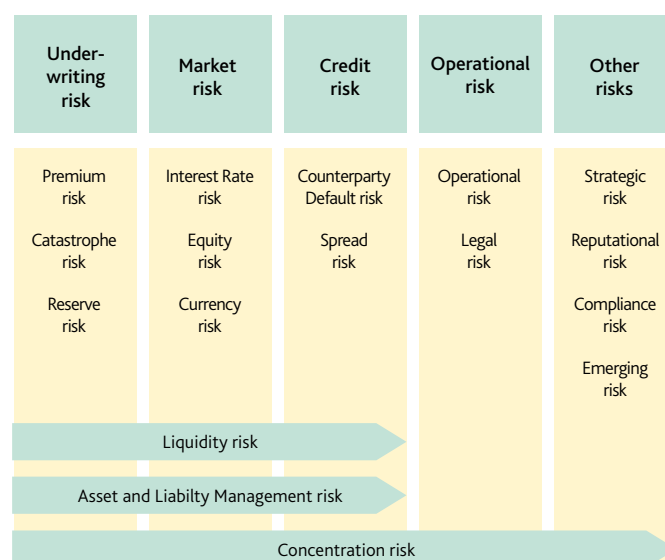 Under-
writing
risk
Market
risk
Credit
risk
Operational
risk
Other
risks
Premium
risk
Catastrophe
risk
Reserve
risk
Interest Rate
risk
Equity
risk
Currency
risk
Counterparty
Default risk
Spread
risk
Operational
risk
Legal
risk
Strategic
risk
Reputational
risk
Compliance
risk
Emerging
risk
Liquidity risk
Asset and Liabilty Management risk
Concentration risk